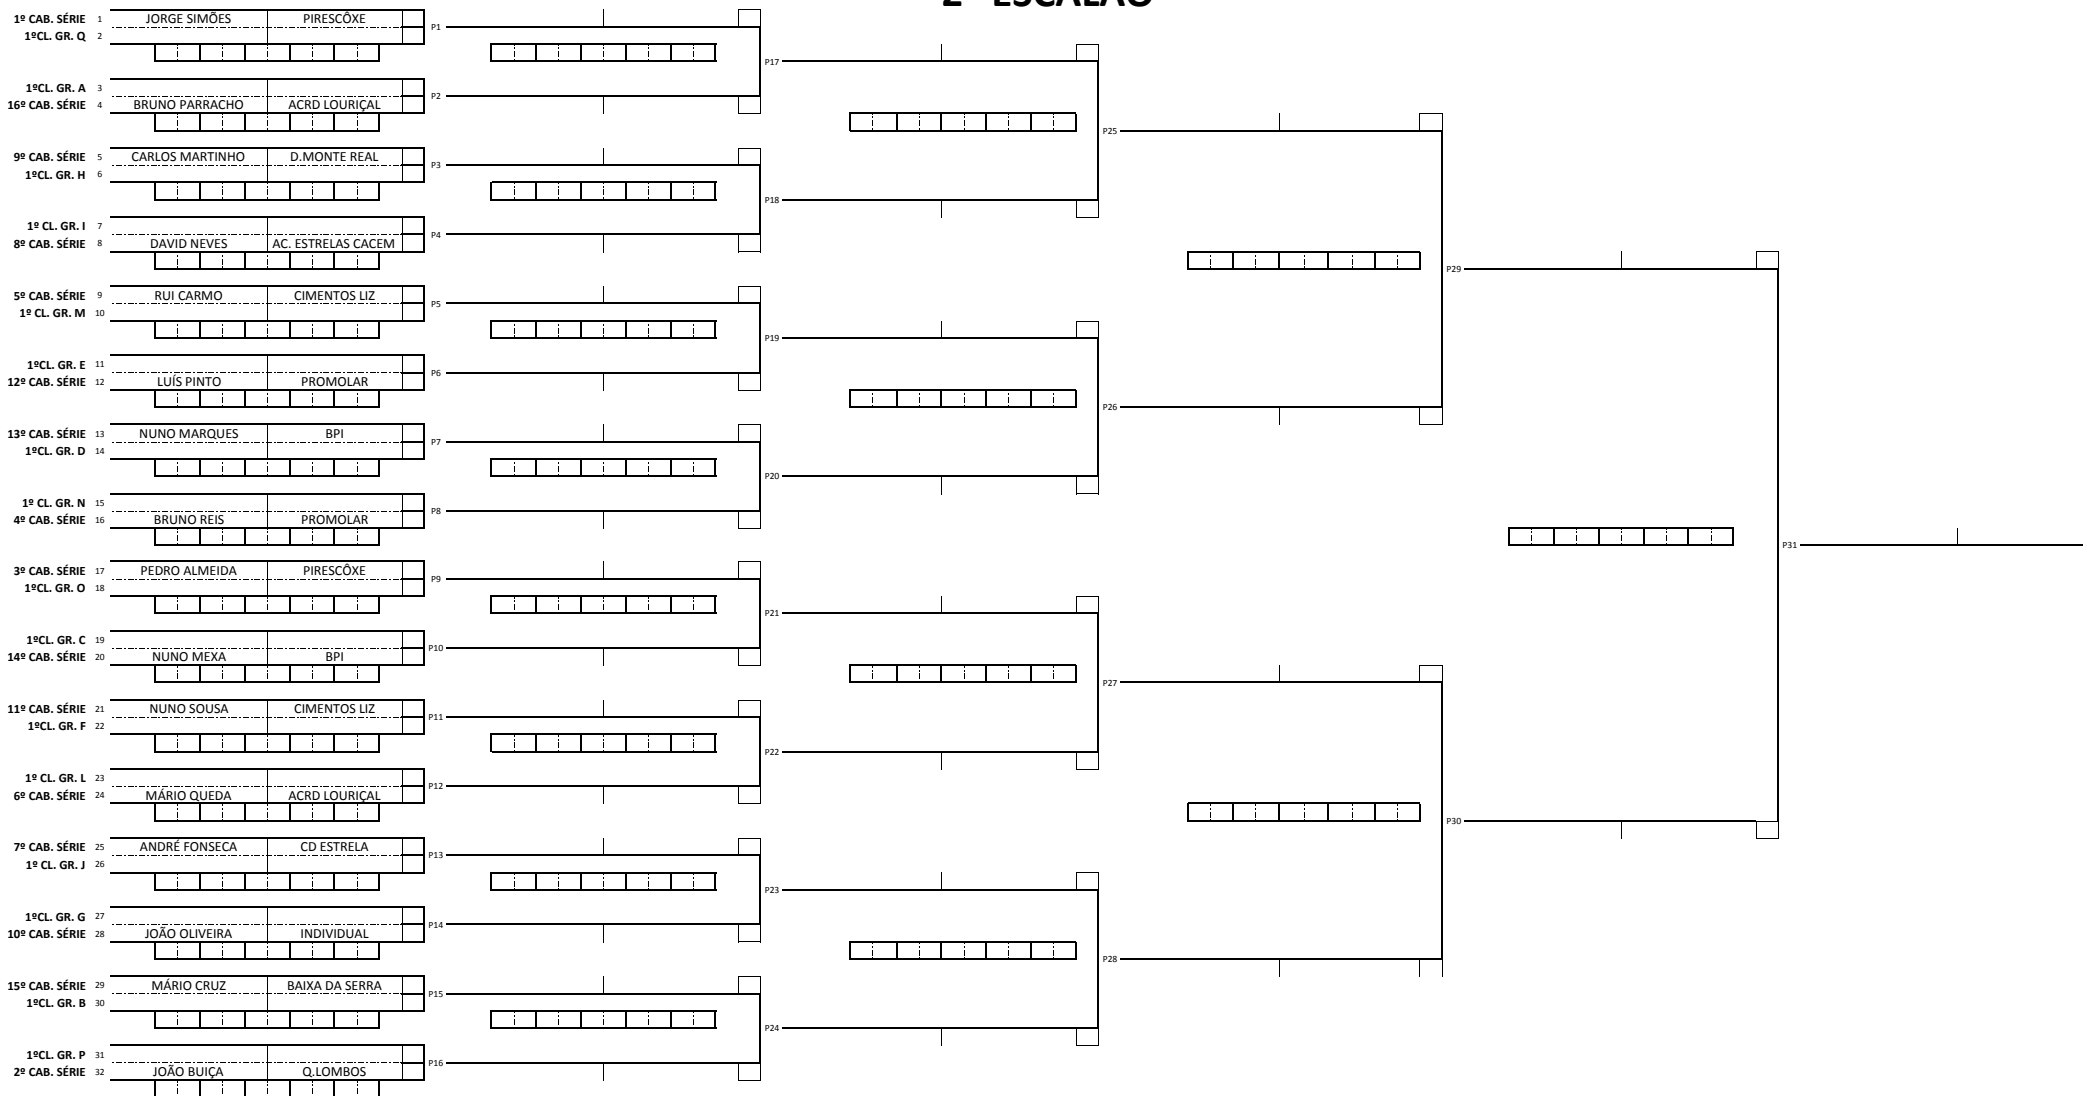 2º ESCALÃO
1º CAB. SÉRIE 1 JORGE SIMÕES PIRESCÔXE
P1
1ºCL. GR. Q 2
P17
1ºCL. GR. A 3
P2
16º CAB. SÉRIE 4 BRUNO PARRACHO ACRD LOURIÇAL
P25
9º CAB. SÉRIE 5 CARLOS MARTINHO D.MONTE REAL
P3
1ºCL. GR. H 6
P18
1º CL. GR. I 7
P4
8º CAB. SÉRIE 8 DAVID NEVES AC. ESTRELAS CACEM
P29
5º CAB. SÉRIE 9 RUI CARMO CIMENTOS LIZ
P5
1º CL. GR. M 10
P19
1ºCL. GR. E 11
P6
12º CAB. SÉRIE 12 LUÍS PINTO PROMOLAR
P26
13º CAB. SÉRIE 13 NUNO MARQUES BPI
P7
1ºCL. GR. D 14
P20
1º CL. GR. N 15
P8
4º CAB. SÉRIE 16 BRUNO REIS PROMOLAR
P31
3º CAB. SÉRIE 17 PEDRO ALMEIDA PIRESCÔXE
P9
1ºCL. GR. O 18
P21
1ºCL. GR. C 19
P10
14º CAB. SÉRIE 20 NUNO MEXA BPI
P27
11º CAB. SÉRIE 21 NUNO SOUSA CIMENTOS LIZ
P11
1ºCL. GR. F 22
P22
1º CL. GR. L 23
P12
6º CAB. SÉRIE 24 MÁRIO QUEDA ACRD LOURIÇAL
P30
7º CAB. SÉRIE 25 ANDRÉ FONSECA CD ESTRELA
P13
1º CL. GR. J 26
P23
1ºCL. GR. G 27
P14
10º CAB. SÉRIE 28 JOÃO OLIVEIRA INDIVIDUAL
P28
15º CAB. SÉRIE 29 MÁRIO CRUZ BAIXA DA SERRA
P15
1ºCL. GR. B 30
P24
1ºCL. GR. P 31
P16
2º CAB. SÉRIE 32 JOÃO BUIÇA Q.LOMBOS